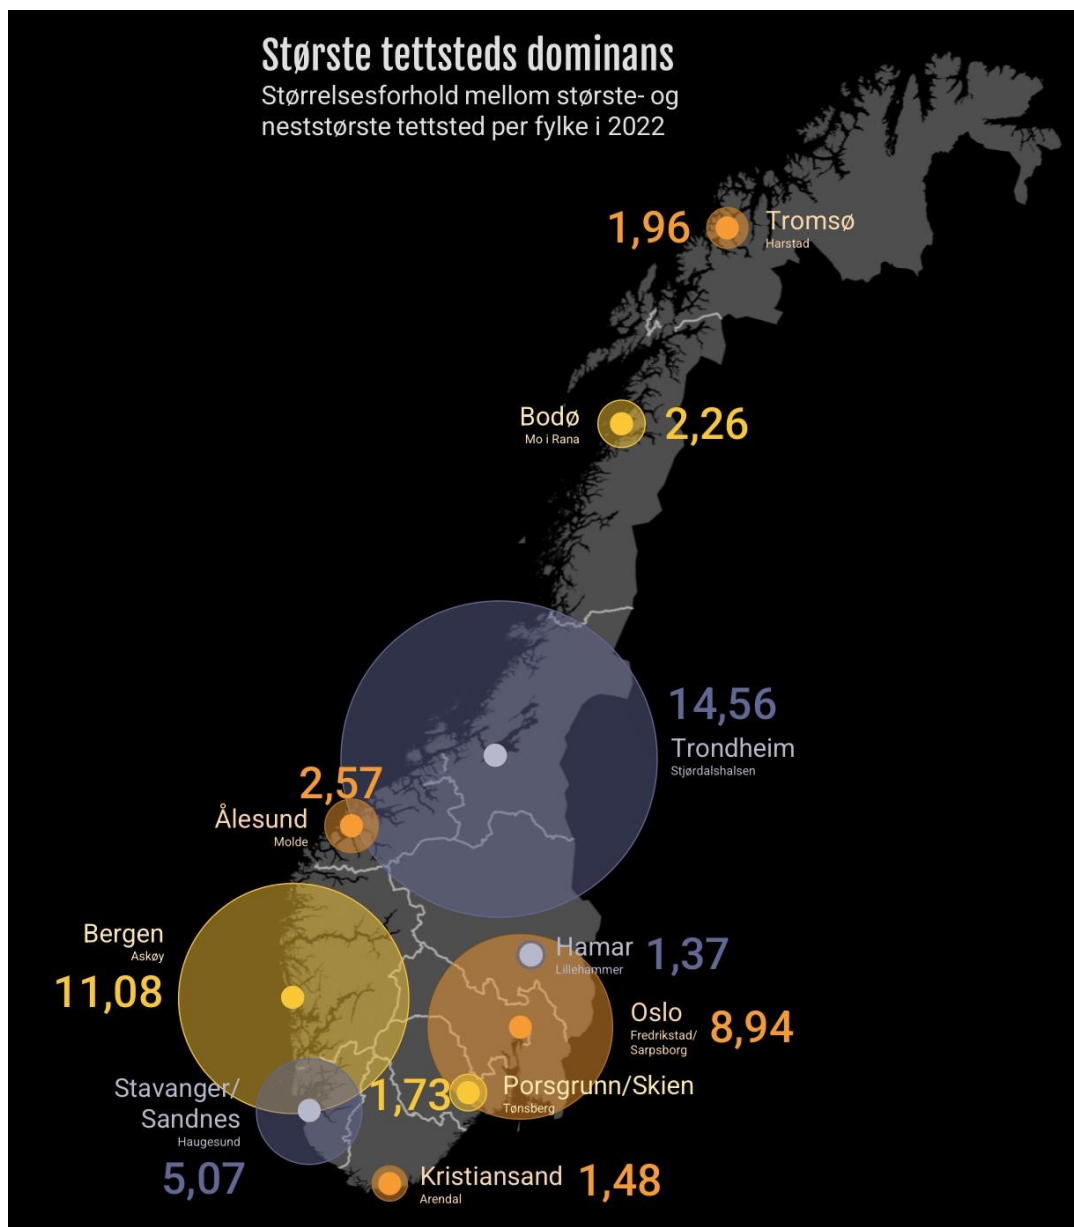 Største tettsteds dominans
Størrelsesforhold mellom største- og
neststørste tettsted per fylke i 2022
1,96
Tromsø
Harstad
Bodø
Mo i Rana
2,26
14,56
Trondheim
Stjørdalshalsen
2,57
Ålesund
Molde
Bergen
Askøy
11,08
Hamar
Lillehammer
1,37
Oslo
Fredrikstad/
Sarpsborg
8,94
Stavanger/
Sandnes
Haugesund
5,07
1,73
Porsgrunn/Skien
Tønsberg
Kristiansand
Arendal
1,48